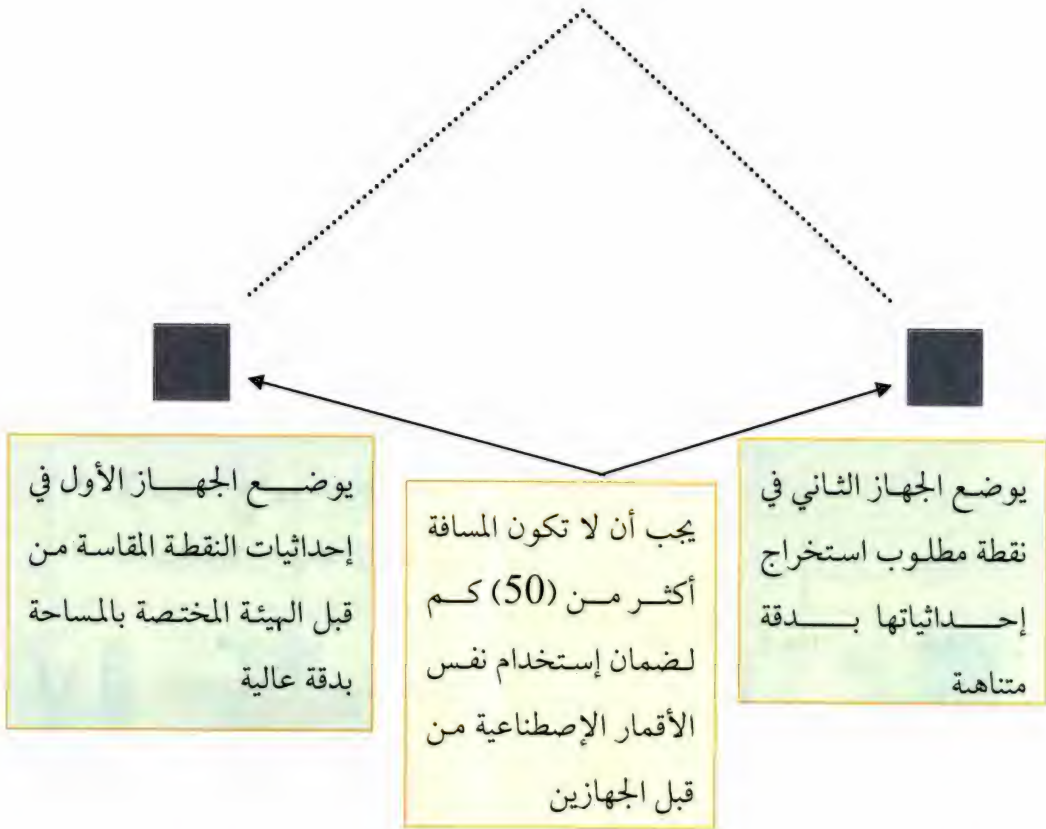 يوضع الجهاز الثاني في
نقطة مطلوب استخراج
إحداثياتها بدقة
متناهية
يجب أن لا تكون المسافة
أكثر من (50) كم
لضمان إستخدام نفس
الأقمار الإصطناعية من
قبل الجهازين
يوضع الجهاز الأول في
إحداثيات النقطة المقاسة من
قبل الهيئة المختصة بالمساحة
بدقة عالية